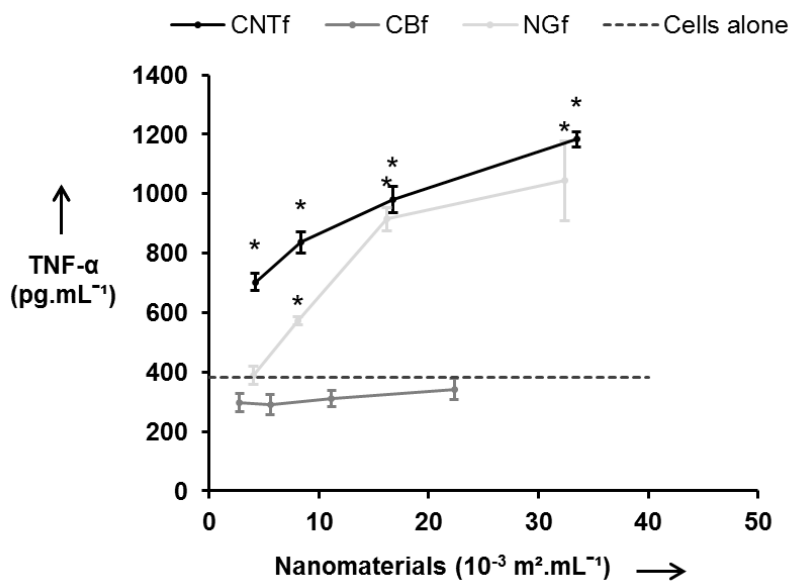 CNTf CBf NGf Cells alone
1400
1200
1000
800
600
400
200
0
TNF-α
(pg.mL⁻¹)
* * * * * * *
0 10 20 30 40 50
Nanomaterials (10⁻³ m².mL⁻¹)